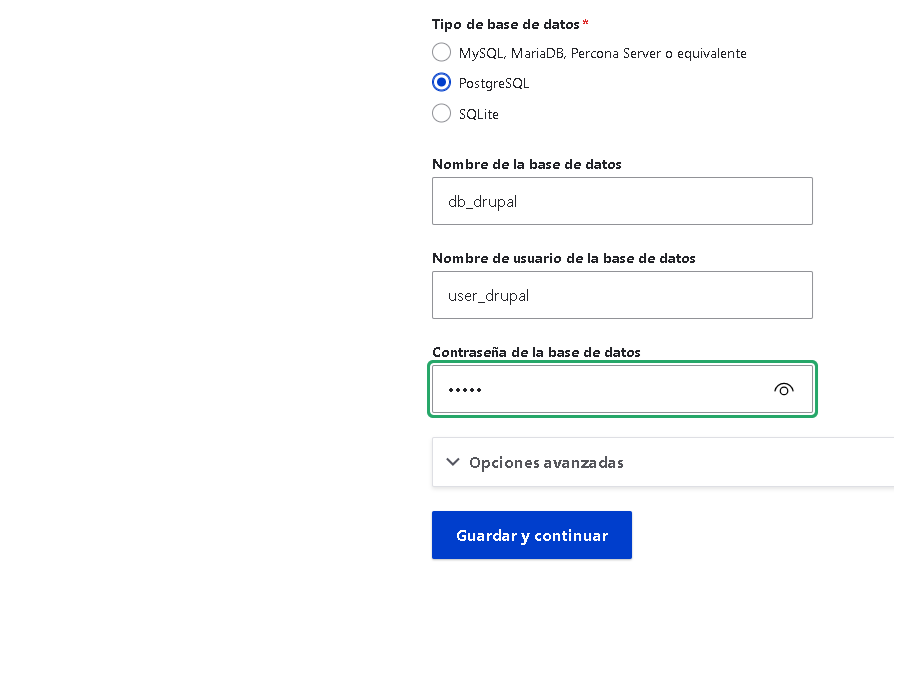 Tipo de base de datos*
MySQL, MariaDB, Percona Server o equivalente
PostgreSQL
SQLite
Nombre de la base de datos
db_drupal
Nombre de usuario de la base de datos
user_drupal
Contraseña de la base de datos
•••••
Opciones avanzadas
Guardar y continuar